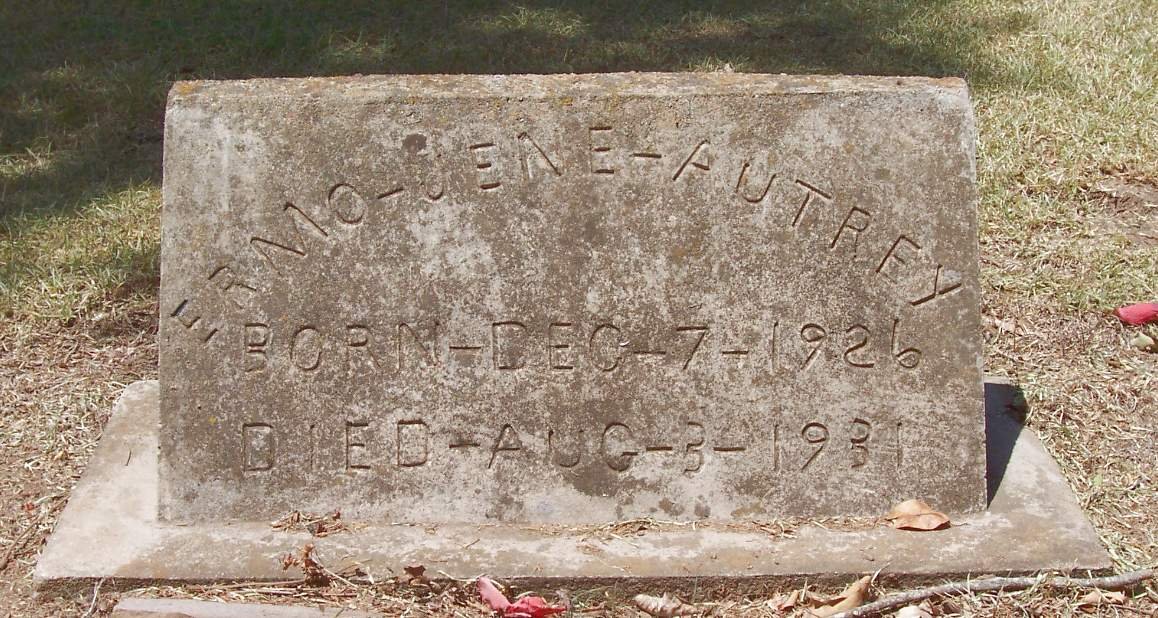 ERMO-JENE-AUTREY
BORN-DEC-7-1926
DIED-AUG-3-1931